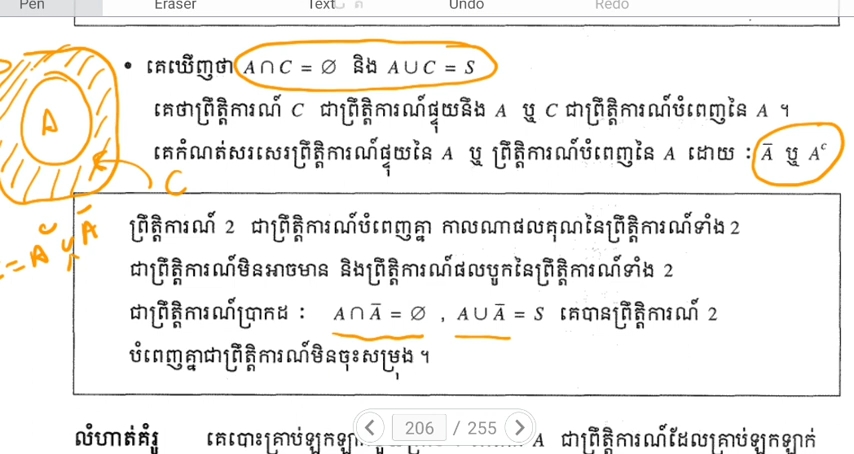 Pen Eraser Text Undo Redo
• គេឃើញថា A ∩ C = ∅ និង A ∪ C = S
គេថាព្រឹត្តិការណ៍ C ជាព្រឹត្តិការណ៍ផ្ទុយនឹង A ឬ C ជាព្រឹត្តិការណ៍បំពេញនៃ A ។
គេកំណត់សរសេរព្រឹត្តិការណ៍ផ្ទុយនៃ A ឬ ព្រឹត្តិការណ៍បំពេញនៃ A ដោយ : Ā ឬ Aᶜ
A
C
ព្រឹត្តិការណ៍ 2 ជាព្រឹត្តិការណ៍បំពេញគ្នា កាលណាផលគុណនៃព្រឹត្តិការណ៍ទាំង 2
ជាព្រឹត្តិការណ៍មិនអាចមាន និងព្រឹត្តិការណ៍ផលបូកនៃព្រឹត្តិការណ៍ទាំង 2
ជាព្រឹត្តិការណ៍ប្រាកដ : A ∩ Ā = ∅ , A ∪ Ā = S គេបានព្រឹត្តិការណ៍ 2
បំពេញគ្នាជាព្រឹត្តិការណ៍មិនចុះសម្រុង ។
206 / 255
លំហាត់គំរូ គេបោះគ្រាប់ឡុកឡាក់ A ជាព្រឹត្តិការណ៍ដែលគ្រាប់ឡុកឡាក់